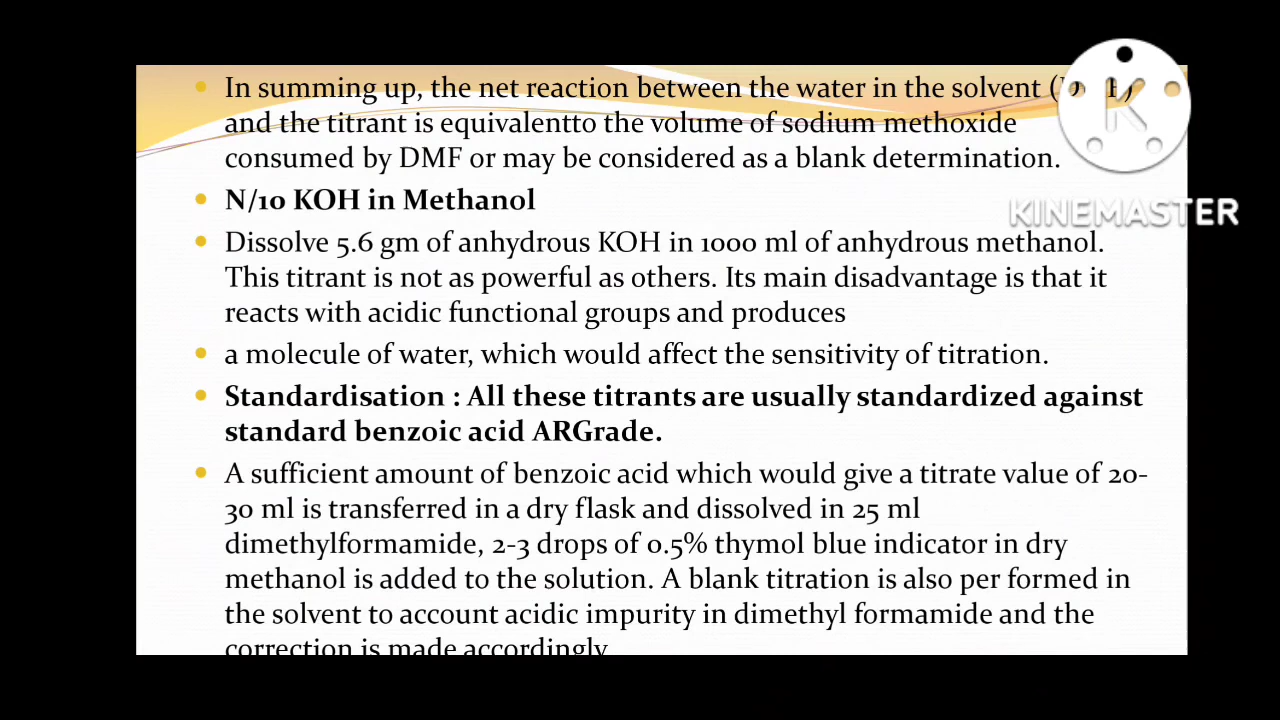 In summing up, the net reaction between the water in the solvent
and the titrant is equivalentto the volume of sodium methoxide
consumed by DMF or may be considered as a blank determination.
N/10 KOH in Methanol
Dissolve 5.6 gm of anhydrous KOH in 1000 ml of anhydrous methanol.
This titrant is not as powerful as others. Its main disadvantage is that it
reacts with acidic functional groups and produces
a molecule of water, which would affect the sensitivity of titration.
Standardisation : All these titrants are usually standardized against
standard benzoic acid ARGrade.
A sufficient amount of benzoic acid which would give a titrate value of 20-
30 ml is transferred in a dry flask and dissolved in 25 ml
dimethylformamide, 2-3 drops of 0.5% thymol blue indicator in dry
methanol is added to the solution. A blank titration is also per formed in
the solvent to account acidic impurity in dimethyl formamide and the
correction is made accordingly
K
KINEMASTER